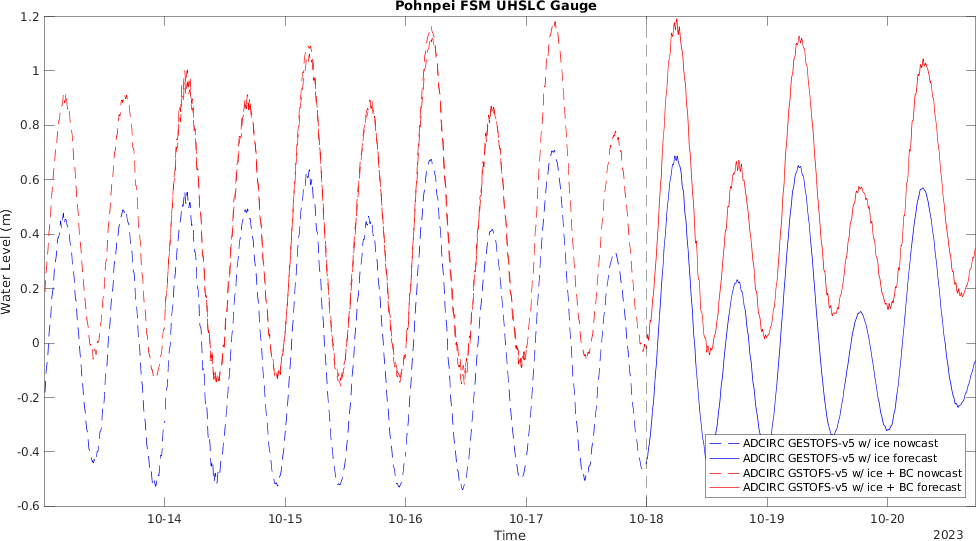 Pohnpei FSM UHSLC Gauge
1.2
1
0.8
0.6
0.4
0.2
0
-0.2
-0.4
-0.6
Water Level (m)
10-14 10-15 10-16 10-17 10-18 10-19 10-20
Time
2023
ADCIRC GESTOFS-v5 w/ ice nowcast
ADCIRC GESTOFS-v5 w/ ice forecast
ADCIRC GSTOFS-v5 w/ ice + BC nowcast
ADCIRC GSTOFS-v5 w/ ice + BC forecast